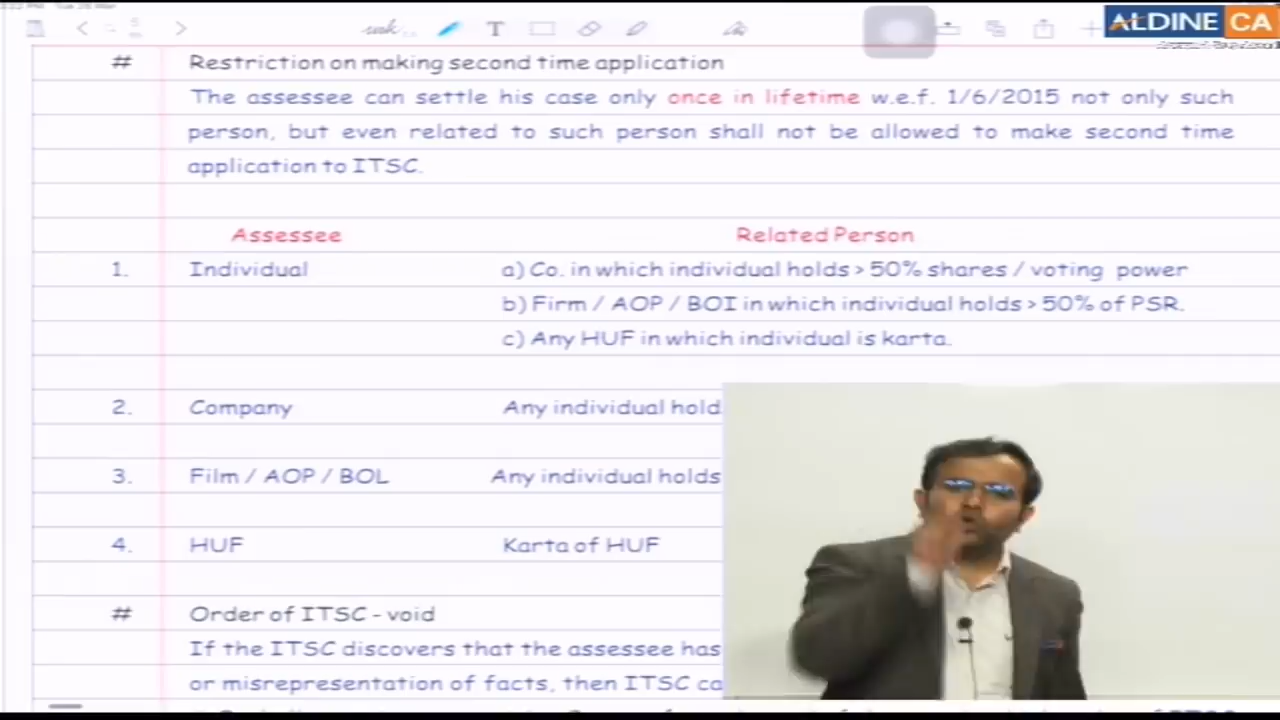 ALDINE CA
# Restriction on making second time application
The assessee can settle his case only once in lifetime w.e.f. 1/6/2015 not only such
person, but even related to such person shall not be allowed to make second time
application to ITSC.
Assessee Related Person
1. Individual a) Co. in which individual holds > 50% shares / voting power
b) Firm / AOP / BOI in which individual holds > 50% of PSR.
c) Any HUF in which individual is karta.
2. Company Any individual hold
3. Film / AOP / BOL Any individual holds
4. HUF Karta of HUF
# Order of ITSC - void
If the ITSC discovers that the assessee has
or misrepresentation of facts, then ITSC ca